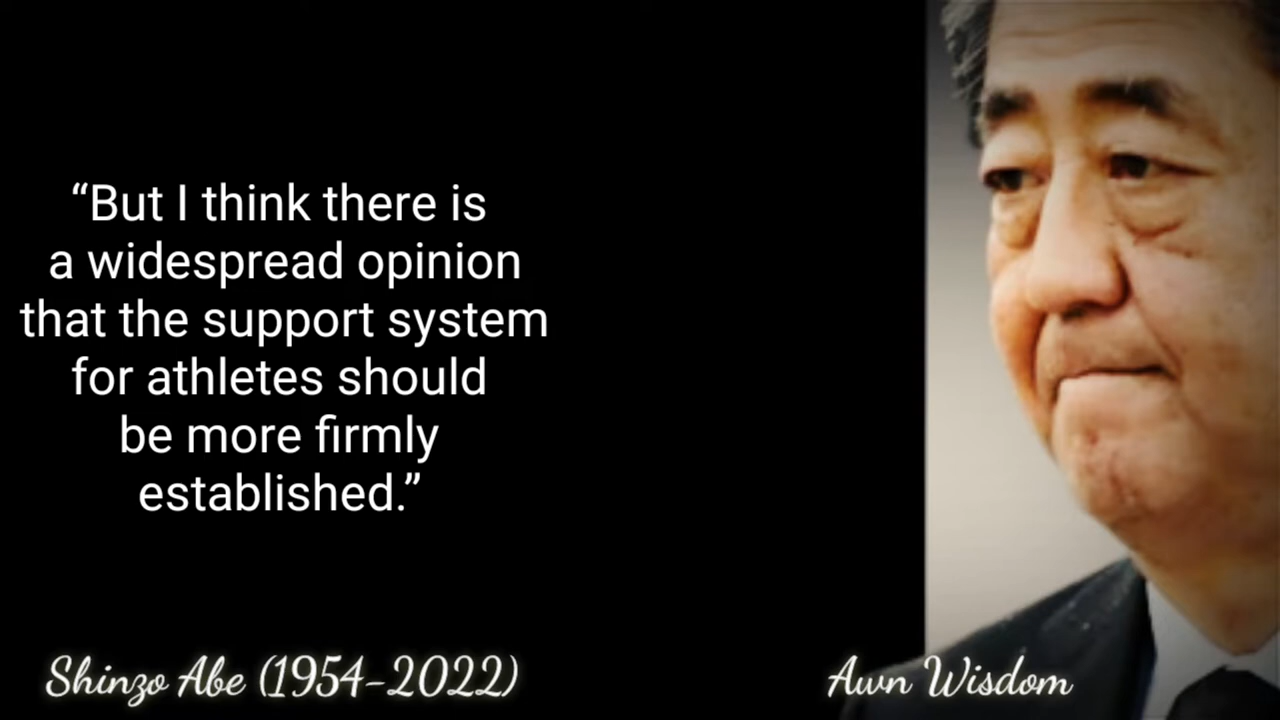 “But I think there is
a widespread opinion
that the support system
for athletes should
be more firmly
established.”
Shinzo Abe (1954-2022)
Awn Wisdom